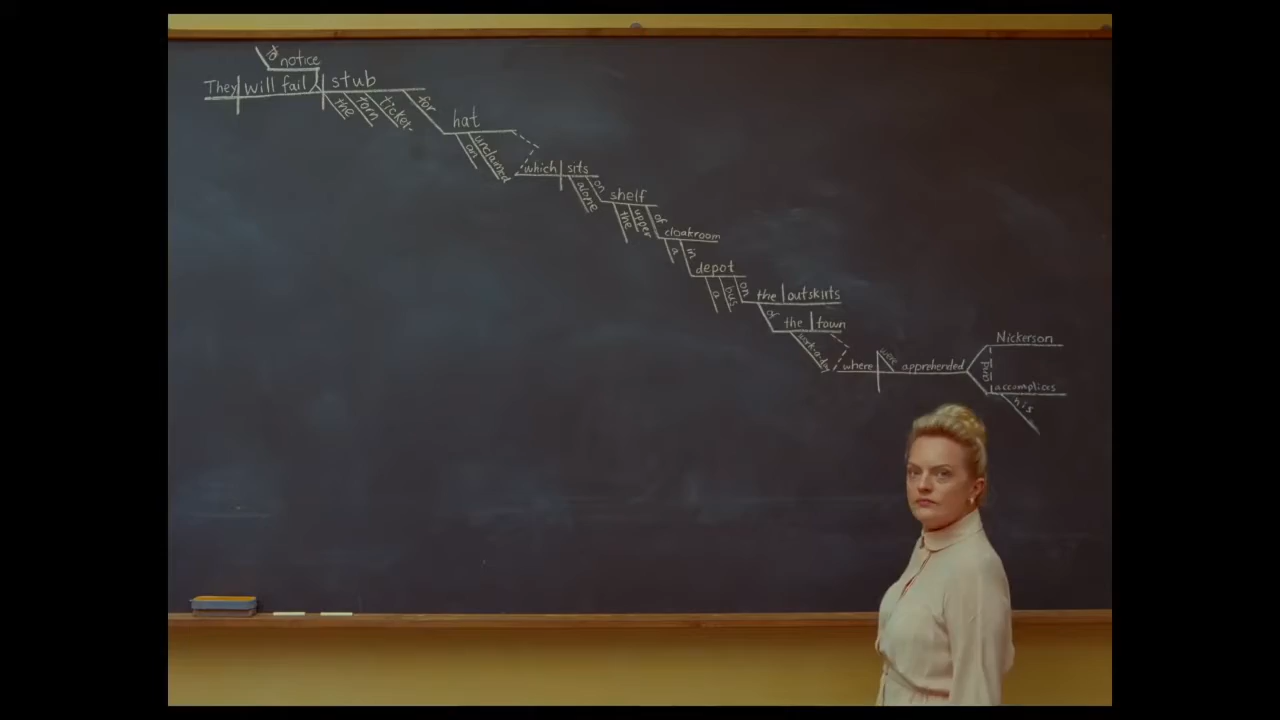 to notice
They will fail stub
the torn ticket- for
hat
an unclaimed
which sits
alone on
shelf
the upper of
cloakroom
a in
depot
a bus on
the outskirts
of the town
work-a-day
where were apprehended
Nickerson
and
accomplices
his